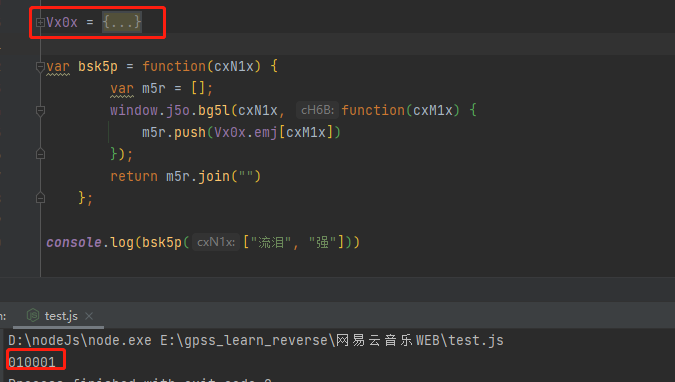 Vx0x = {...}
var bsk5p = function(cxN1x) {
var m5r = [];
window.j5o.bg5l(cxN1x, cH6B: function(cxM1x) {
m5r.push(Vx0x.emj[cxM1x])
});
return m5r.join("")
};
console.log(bsk5p( cxN1x: ["流泪", "强"]))
test.js ×
D:\nodeJs\node.exe E:\gpss_learn_reverse\网易云音乐WEB\test.js
010001